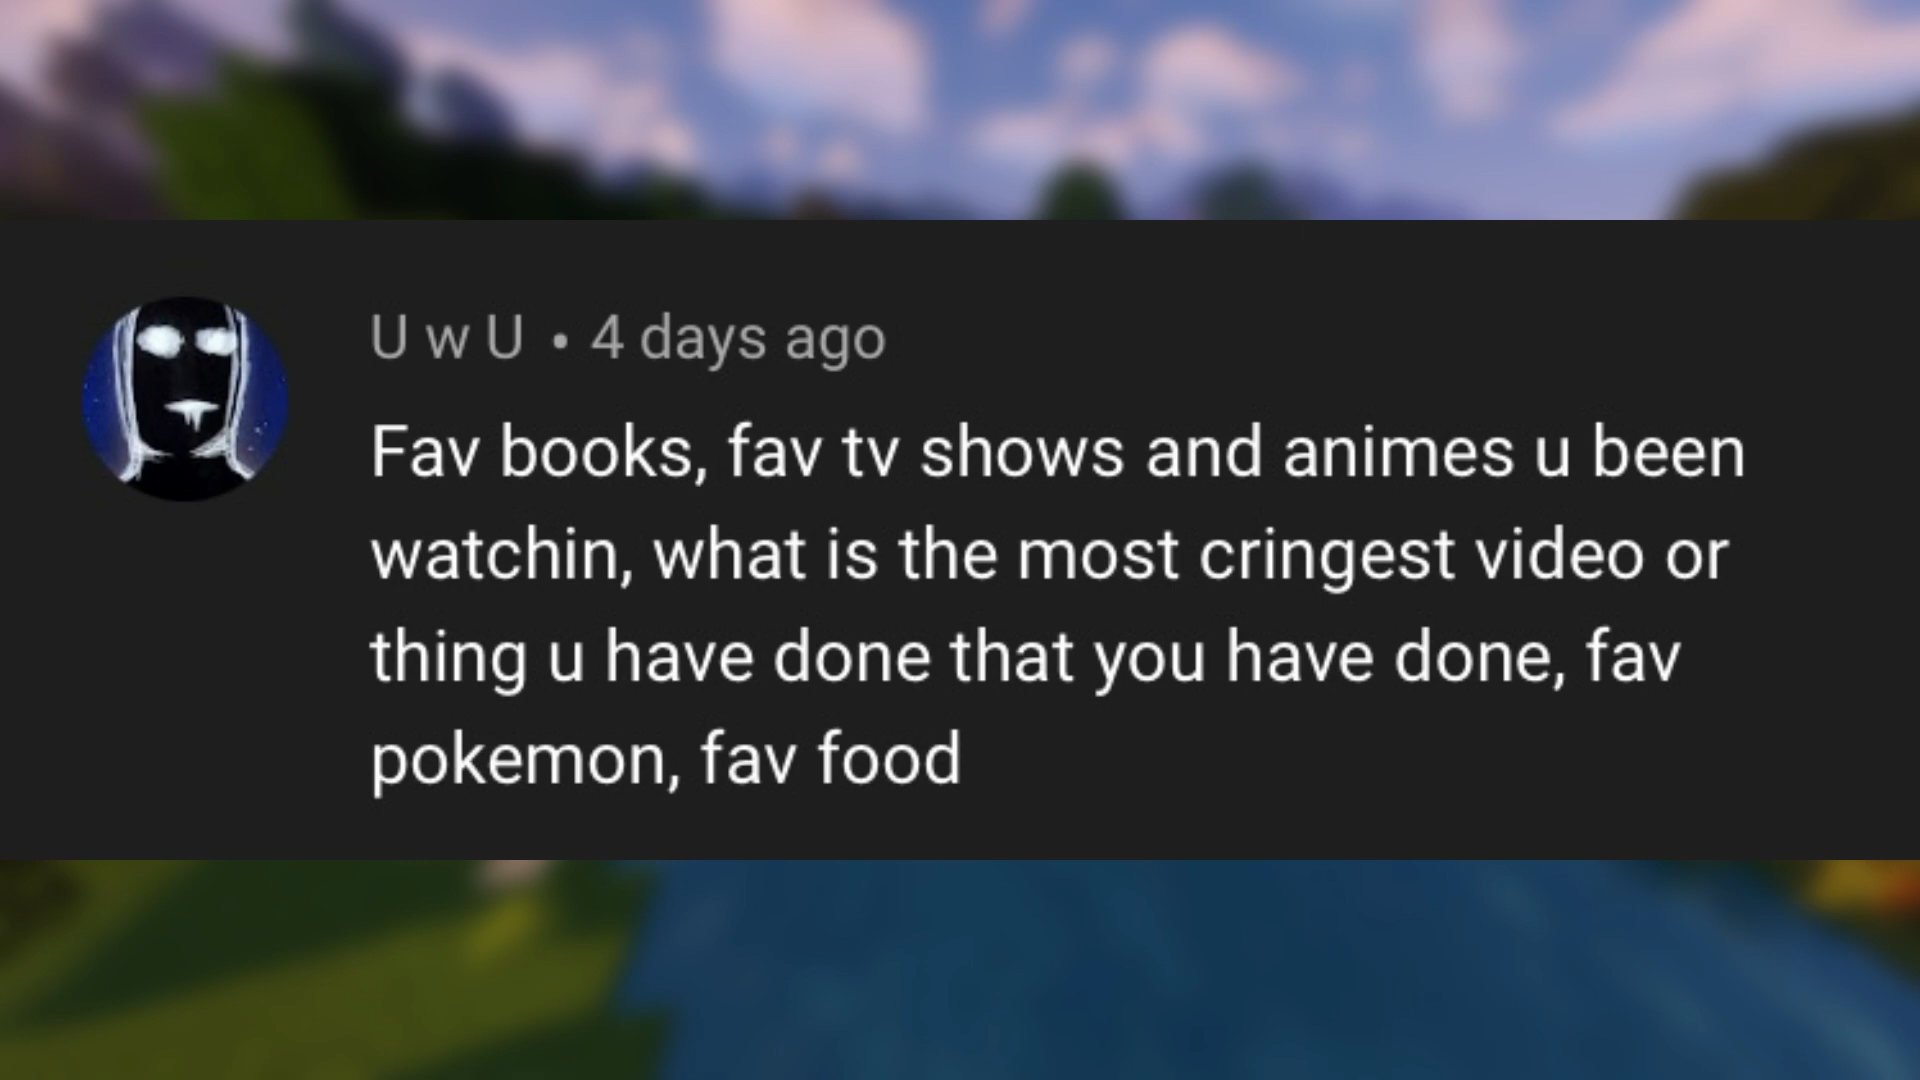 U w U • 4 days ago
Fav books, fav tv shows and animes u been
watchin, what is the most cringest video or
thing u have done that you have done, fav
pokemon, fav food